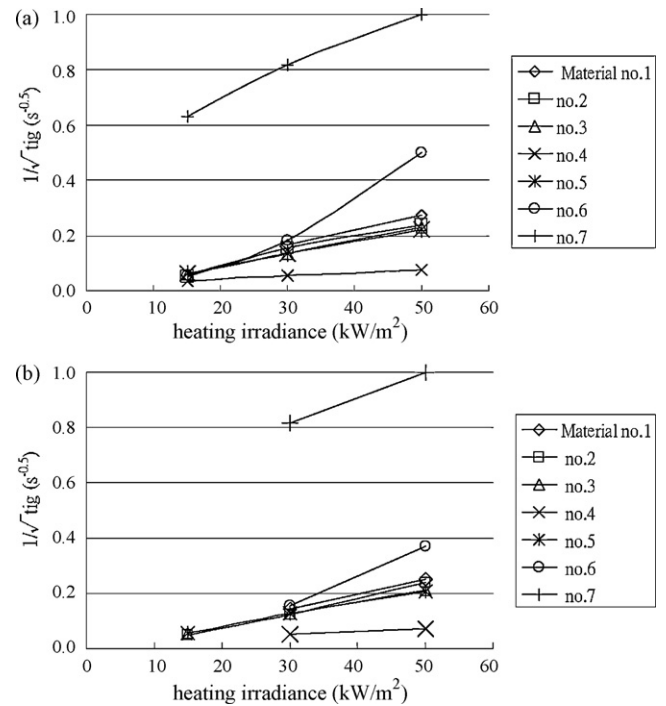 (a)
1.0
0.8
0.6
0.4
0.2
0.0
1/√tig (s-0.5)
0 10 20 30 40 50 60
heating irradiance (kW/m2)
Material no.1
no.2
no.3
no.4
no.5
no.6
no.7
(b)
1.0
0.8
0.6
0.4
0.2
0.0
1/√tig (s-0.5)
0 10 20 30 40 50 60
heating irradiance (kW/m2)
Material no.1
no.2
no.3
no.4
no.5
no.6
no.7